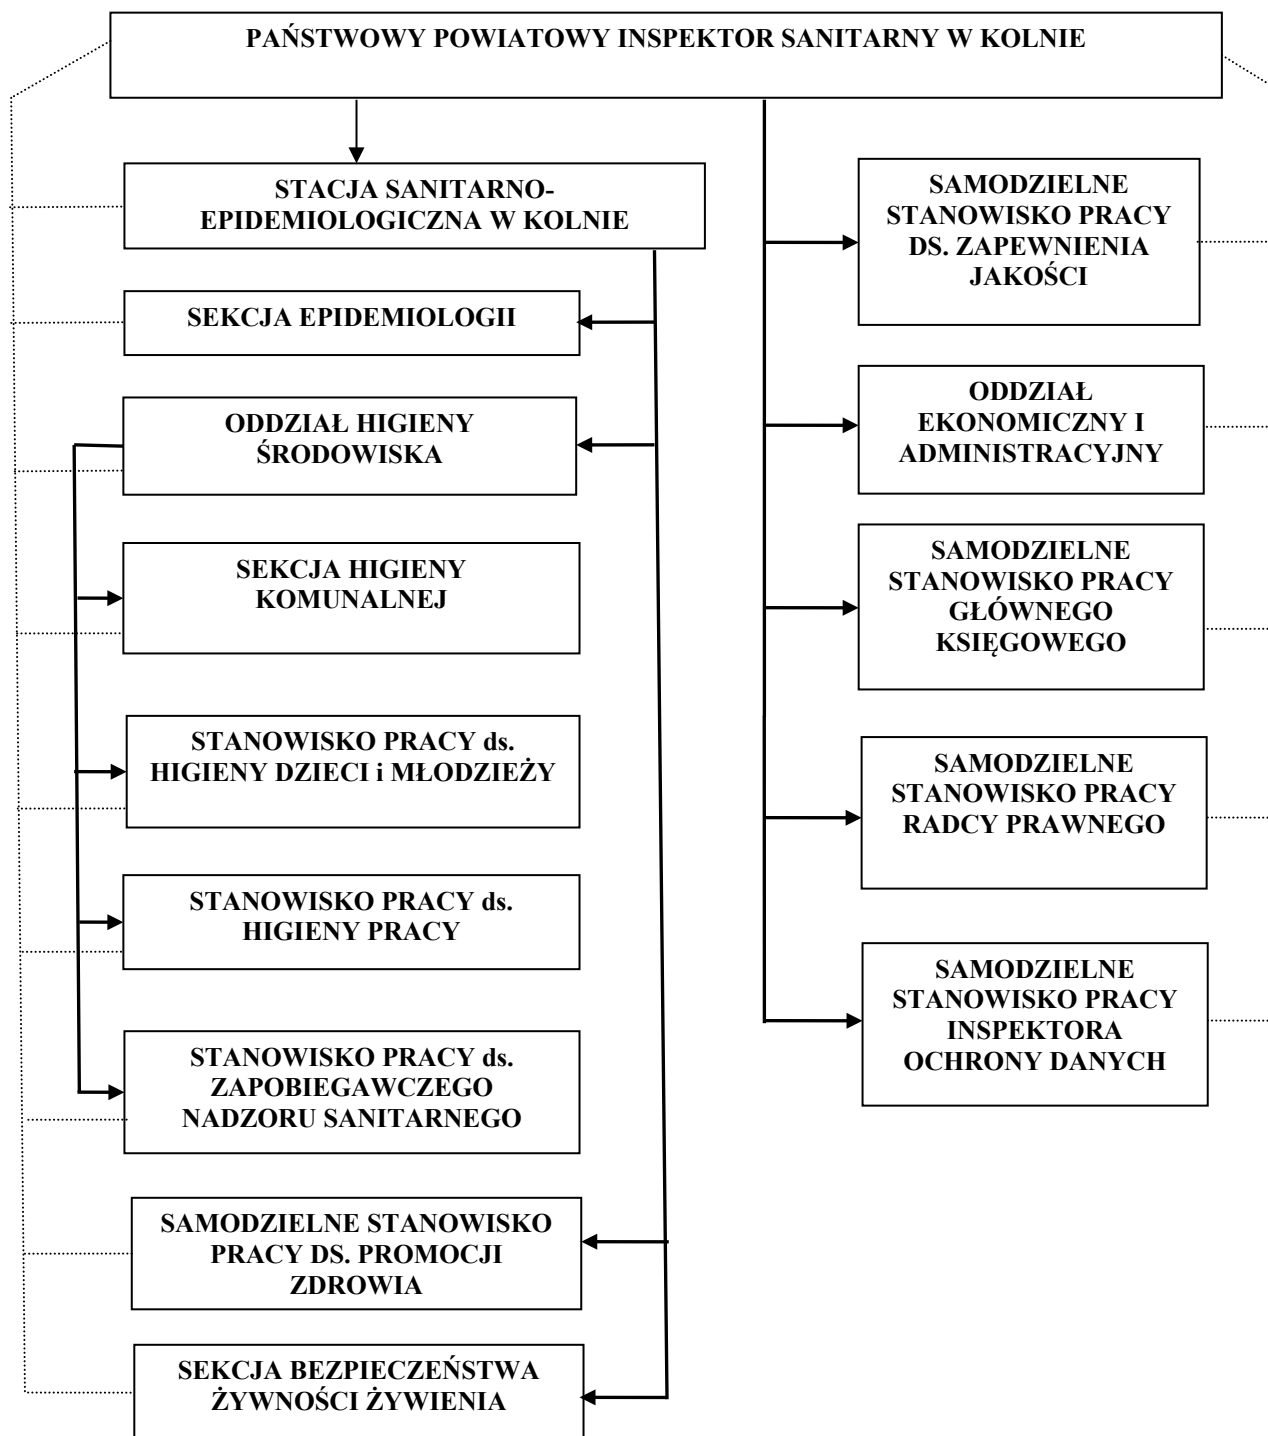 PAŃSTWOWY POWIATOWY INSPEKTOR SANITARNY W KOLNIE
STACJA SANITARNO-
EPIDEMIOLOGICZNA W KOLNIE
SEKCJA EPIDEMIOLOGII
ODDZIAŁ HIGIENY
ŚRODOWISKA
SEKCJA HIGIENY
KOMUNALNEJ
STANOWISKO PRACY ds.
HIGIENY DZIECI i MŁODZIEŻY
STANOWISKO PRACY ds.
HIGIENY PRACY
STANOWISKO PRACY ds.
ZAPOBIEGAWCZEGO
NADZORU SANITARNEGO
SAMODZIELNE STANOWISKO
PRACY DS. PROMOCJI
ZDROWIA
SEKCJA BEZPIECZEŃSTWA
ŻYWNOŚCI ŻYWIENIA
SAMODZIELNE
STANOWISKO PRACY
DS. ZAPEWNIENIA
JAKOŚCI
ODDZIAŁ
EKONOMICZNY I
ADMINISTRACYJNY
SAMODZIELNE
STANOWISKO PRACY
GŁÓWNEGO
KSIĘGOWEGO
SAMODZIELNE
STANOWISKO PRACY
RADCY PRAWNEGO
SAMODZIELNE
STANOWISKO PRACY
INSPEKTORA
OCHRONY DANYCH